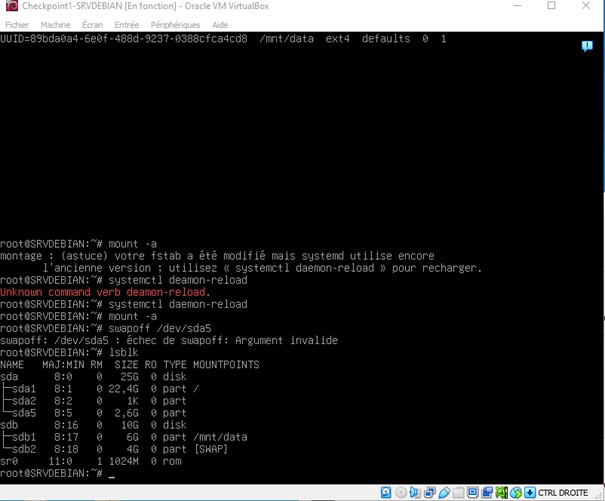 Checkpoint1-SRVDEBIAN [En fonction] - Oracle VM VirtualBox
Fichier Machine Écran Entrée Périphériques Aide
UUID=89bda0a4-6e0f-488d-9237-0388cfca4cd8  /mnt/data  ext4  defaults  0  1
root@SRVDEBIAN:~# mount -a
montage : (astuce) votre fstab a été modifié mais systemd utilise encore
       l'ancienne version ; utilisez « systemctl daemon-reload » pour recharger.
root@SRVDEBIAN:~# systemctl deamon-reload
Unknown command verb deamon-reload.
root@SRVDEBIAN:~# systemctl daemon-reload
root@SRVDEBIAN:~# mount -a
root@SRVDEBIAN:~# swapoff /dev/sda5
swapoff: /dev/sda5 : échec de swapoff: Argument invalide
root@SRVDEBIAN:~# lsblk
NAME   MAJ:MIN RM  SIZE RO TYPE MOUNTPOINTS
sda      8:0    0   25G  0 disk
├─sda1   8:1    0 22,4G  0 part /
├─sda2   8:2    0    1K  0 part
└─sda5   8:5    0  2,6G  0 part
sdb      8:16   0   10G  0 disk
├─sdb1   8:17   0    6G  0 part /mnt/data
└─sdb2   8:18   0    4G  0 part [SWAP]
sr0     11:0    1 1024M  0 rom
root@SRVDEBIAN:~# _
CTRL DROITE